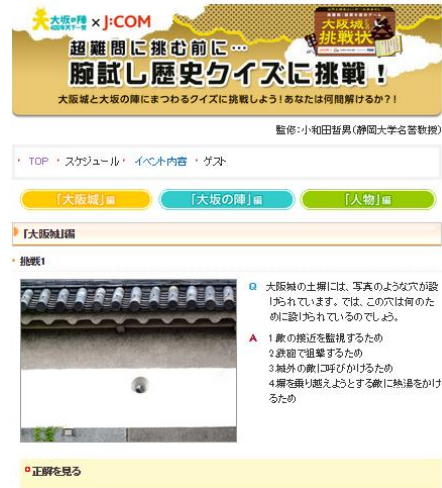 大坂の陣 400年天下一祭 × J:COM
大阪城 挑戦状
超難問に挑む前に…
腕試し歴史クイズに挑戦！
大阪城と大坂の陣にまつわるクイズに挑戦しよう！あなたは何問解けるか？！
監修：小和田哲男(静岡大学名誉教授)
TOP ・スケジュール・ イベント内容 ・ゲスト
「大阪城」編 「大坂の陣」編 「人物」編
「大阪城」編
挑戦1
Q 大阪城の土塀には、写真のような穴が設
けられています。では、この穴は何のた
めに設けられているのでしょう。
A 1.敵の接近を監視するため
2.鉄砲で狙撃するため
3.城外の敵に呼びかけるため
4.塀を乗り越えようとする敵に熱湯をかけ
るため
正解を見る